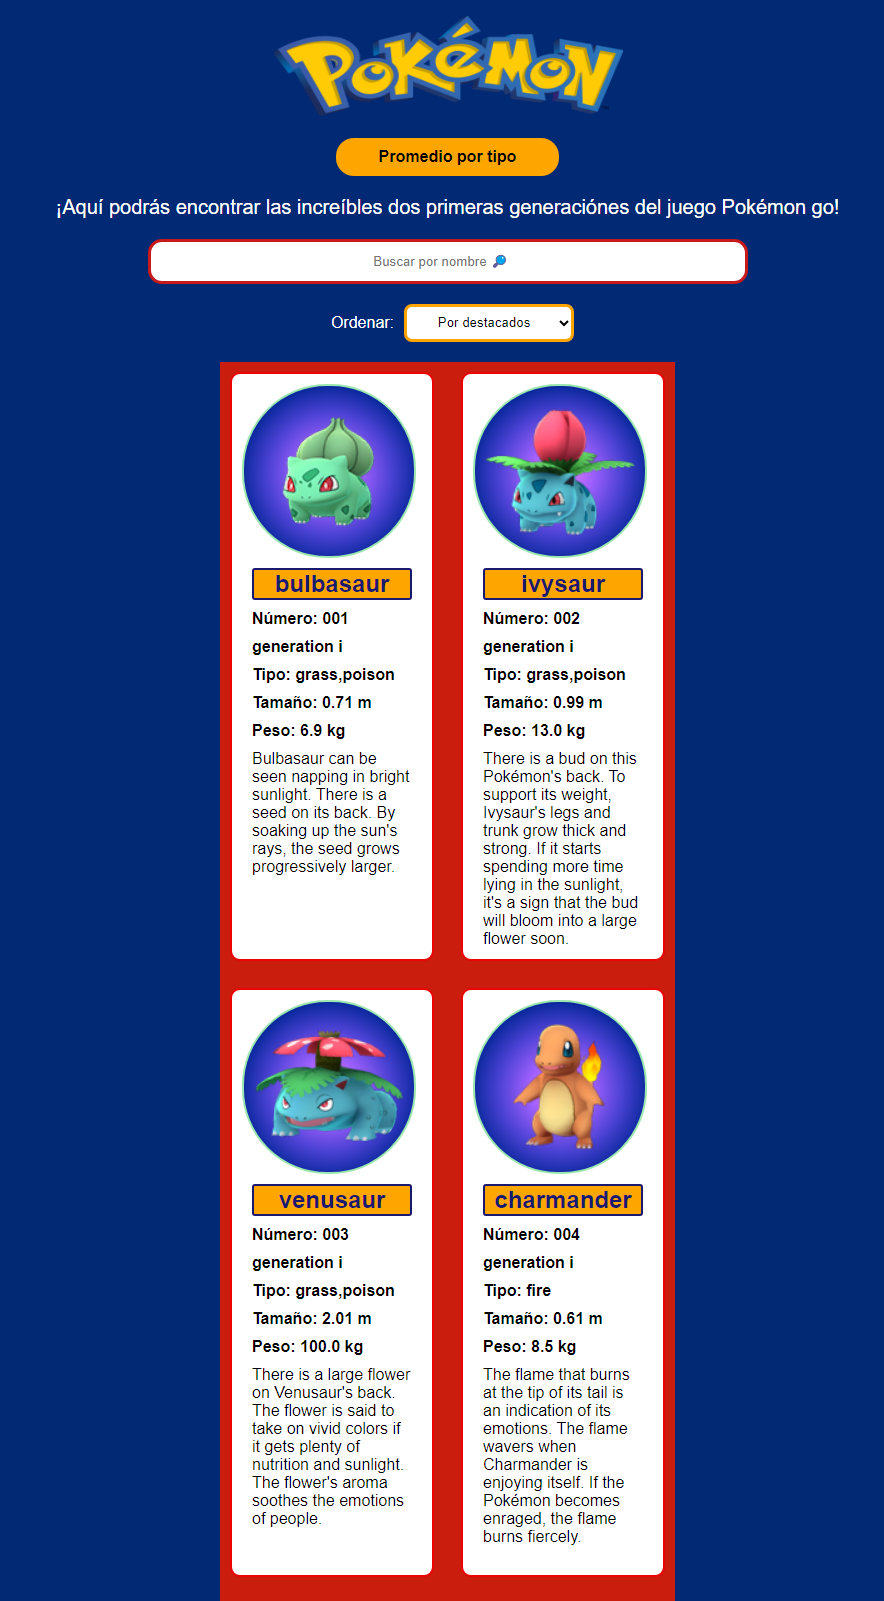 POKéMON
Promedio por tipo
¡Aquí podrás encontrar las increíbles dos primeras generaciónes del juego Pokémon go!
Buscar por nombre 🔎
Ordenar: Por destacados
bulbasaur
Número: 001
generation i
Tipo: grass,poison
Tamaño: 0.71 m
Peso: 6.9 kg
Bulbasaur can be
seen napping in bright
sunlight. There is a
seed on its back. By
soaking up the sun's
rays, the seed grows
progressively larger.
ivysaur
Número: 002
generation i
Tipo: grass,poison
Tamaño: 0.99 m
Peso: 13.0 kg
There is a bud on this
Pokémon's back. To
support its weight,
Ivysaur's legs and
trunk grow thick and
strong. If it starts
spending more time
lying in the sunlight,
it's a sign that the bud
will bloom into a large
flower soon.
venusaur
Número: 003
generation i
Tipo: grass,poison
Tamaño: 2.01 m
Peso: 100.0 kg
There is a large flower
on Venusaur's back.
The flower is said to
take on vivid colors if
it gets plenty of
nutrition and sunlight.
The flower's aroma
soothes the emotions
of people.
charmander
Número: 004
generation i
Tipo: fire
Tamaño: 0.61 m
Peso: 8.5 kg
The flame that burns
at the tip of its tail is
an indication of its
emotions. The flame
wavers when
Charmander is
enjoying itself. If the
Pokémon becomes
enraged, the flame
burns fiercely.